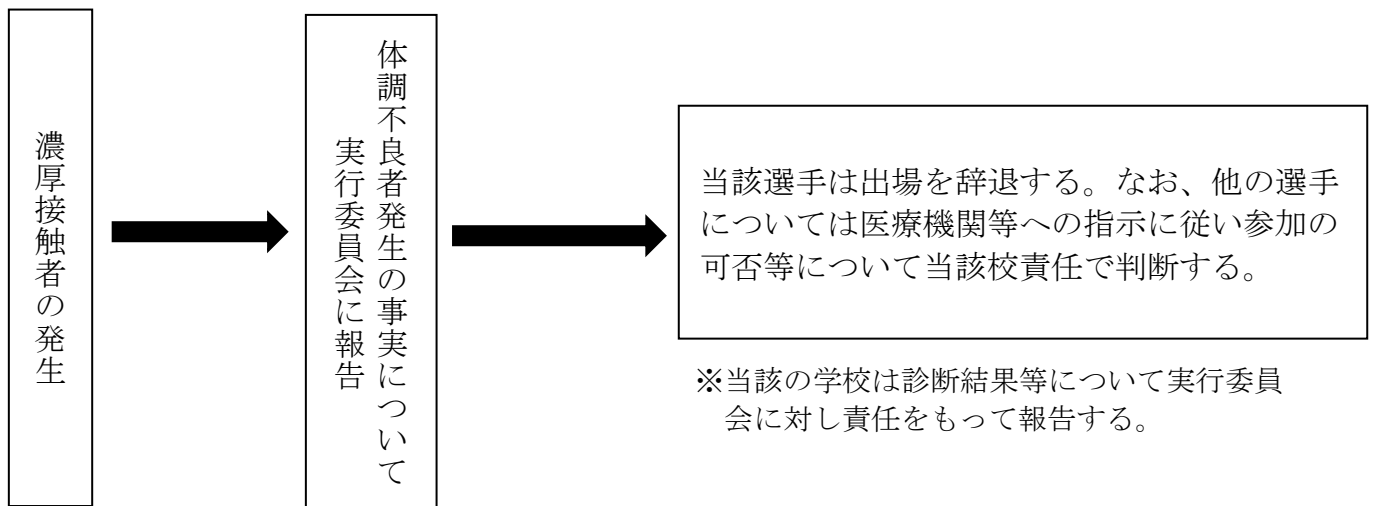 濃厚接触者の発生
体調不良者発生の事実について
実行委員会に報告
当該選手は出場を辞退する。なお、他の選手
については医療機関等への指示に従い参加の
可否等について当該校責任で判断する。
※当該の学校は診断結果等について実行委員
会に対し責任をもって報告する。